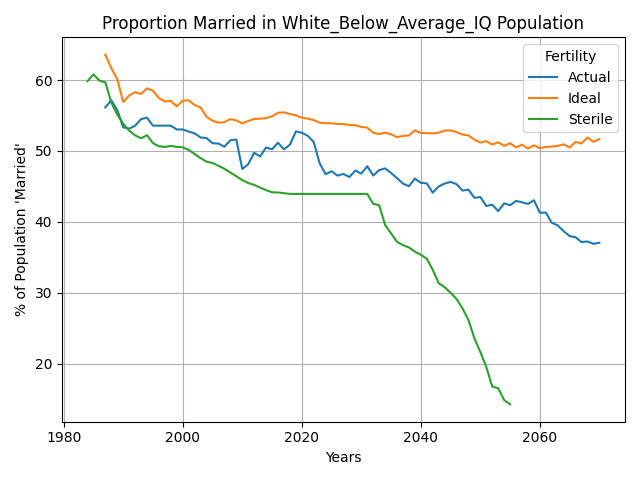 Proportion Married in White_Below_Average_IQ Population
Fertility
Actual
Ideal
Sterile
% of Population 'Married'
60
50
40
30
20
1980
2000
2020
2040
2060
Years